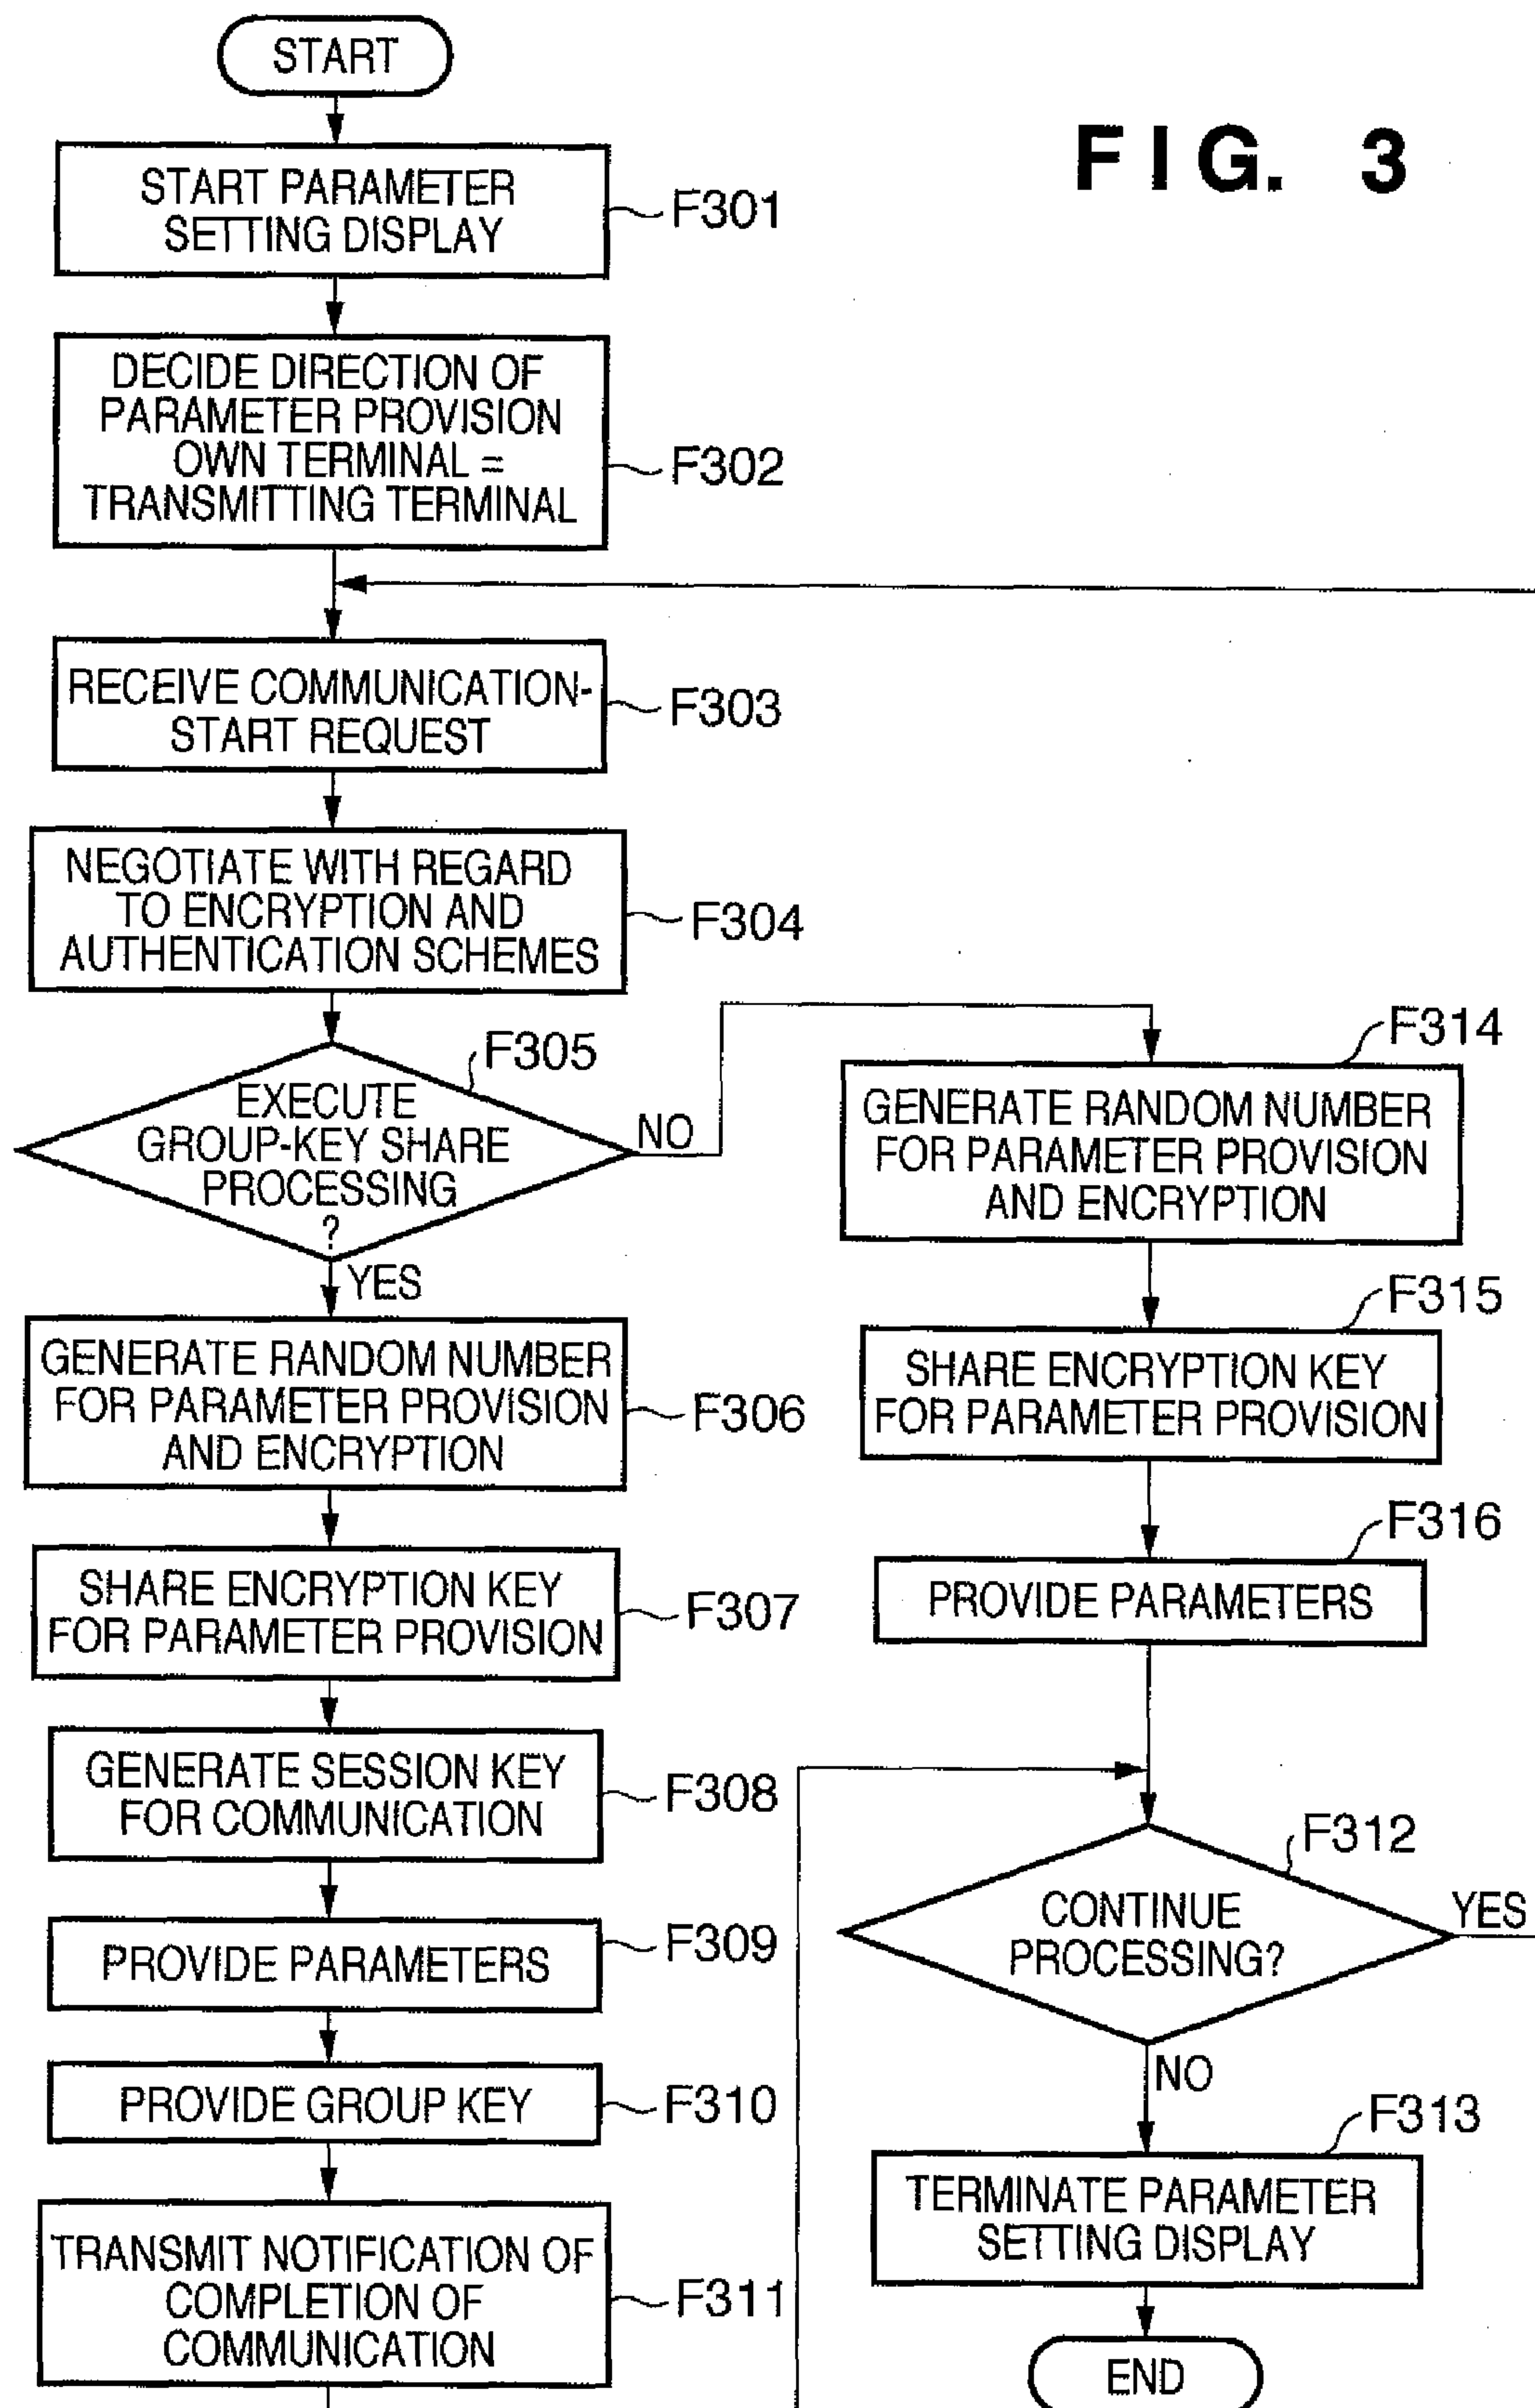 START
FIG. 3
START PARAMETER
SETTING DISPLAY
F301
DECIDE DIRECTION OF
PARAMETER PROVISION
OWN TERMINAL =
TRANSMITTING TERMINAL
F302
RECEIVE COMMUNICATION-
START REQUEST
F303
NEGOTIATE WITH REGARD
TO ENCRYPTION AND
AUTHENTICATION SCHEMES
F304
F305
EXECUTE
GROUP-KEY SHARE
PROCESSING
?
NO
YES
GENERATE RANDOM NUMBER
FOR PARAMETER PROVISION
AND ENCRYPTION
F306
SHARE ENCRYPTION KEY
FOR PARAMETER PROVISION
F307
GENERATE SESSION KEY
FOR COMMUNICATION
F308
PROVIDE PARAMETERS
F309
PROVIDE GROUP KEY
F310
TRANSMIT NOTIFICATION OF
COMPLETION OF
COMMUNICATION
F311
F314
GENERATE RANDOM NUMBER
FOR PARAMETER PROVISION
AND ENCRYPTION
F315
SHARE ENCRYPTION KEY
FOR PARAMETER PROVISION
F316
PROVIDE PARAMETERS
F312
CONTINUE
PROCESSING?
YES
NO
F313
TERMINATE PARAMETER
SETTING DISPLAY
END